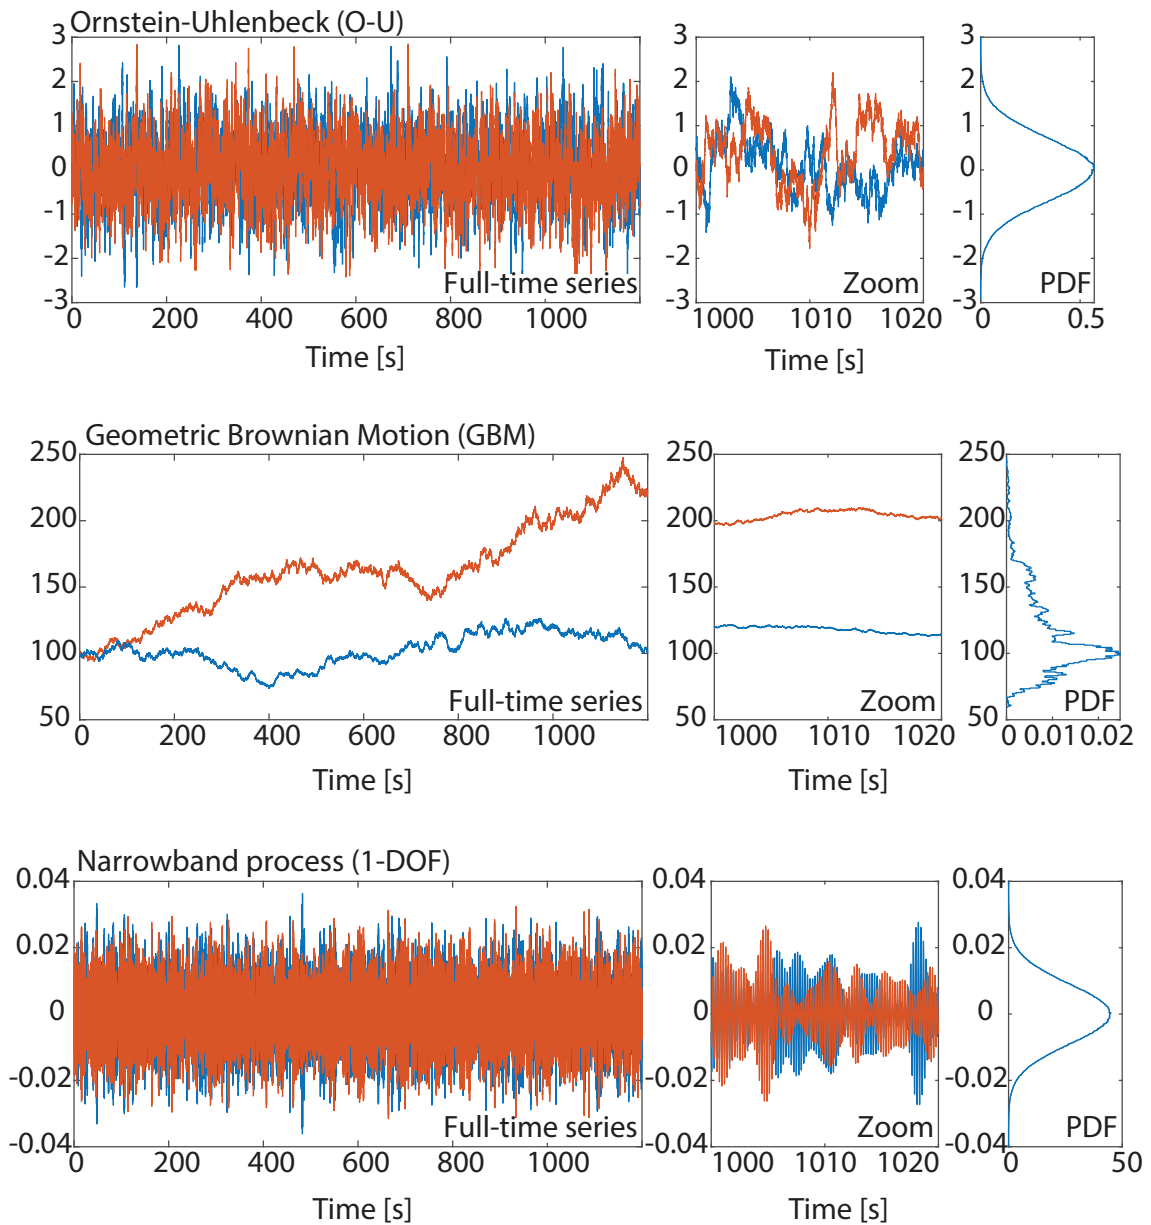 Ornstein-Uhlenbeck (O-U)
3
2
1
0
-1
-2
-3
Full-time series
0 200 400 600 800 1000
Time [s]
3
2
1
0
-1
-2
-3
Zoom
1000 1010 1020
Time [s]
3
2
1
0
-1
-2
-3
PDF
0 0.5
Geometric Brownian Motion (GBM)
250
200
150
100
50
Full-time series
0 200 400 600 800 1000
Time [s]
250
200
150
100
50
Zoom
1000 1010 1020
Time [s]
250
200
150
100
50
PDF
0 0.01 0.02
Narrowband process (1-DOF)
0.04
0.02
0
-0.02
-0.04
Full-time series
0 200 400 600 800 1000
Time [s]
0.04
0.02
0
-0.02
-0.04
Zoom
1000 1010 1020
Time [s]
0.04
0.02
0
-0.02
-0.04
PDF
0 50